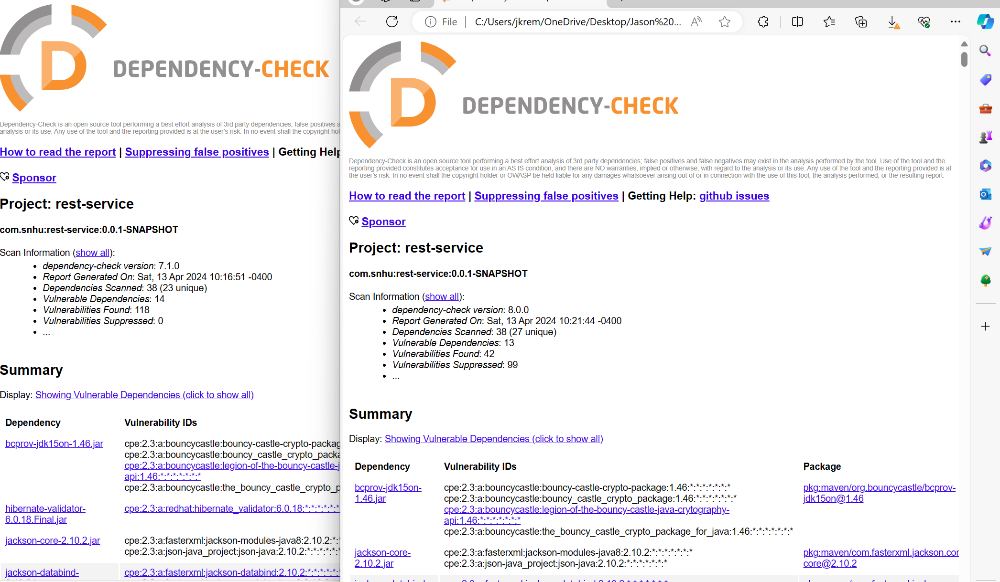 DEPENDENCY-CHECK
Dependency-Check is an open source tool performing a best effort analysis of 3rd party dependencies; false positives a
analysis or its use. Any use of the tool and the reporting provided is at the user's risk. In no event shall the copyright hol
How to read the report | Suppressing false positives | Getting Help
Sponsor
Project: rest-service
com.snhu:rest-service:0.0.1-SNAPSHOT
Scan Information (show all):
• dependency-check version: 7.1.0
• Report Generated On: Sat, 13 Apr 2024 10:16:51 -0400
• Dependencies Scanned: 38 (23 unique)
• Vulnerable Dependencies: 14
• Vulnerabilities Found: 118
• Vulnerabilities Suppressed: 0
• ...
Summary
Display: Showing Vulnerable Dependencies (click to show all)
Dependency Vulnerability IDs
bcprov-jdk15on-1.46.jar cpe:2.3:a:bouncycastle:bouncy-castle-crypto-packag
cpe:2.3:a:bouncycastle:bouncy_castle_crypto_packa
cpe:2.3:a:bouncycastle:legion-of-the-bouncy-castle-j
api:1.46:*:*:*:*:*:*:*
cpe:2.3:a:bouncycastle:the_bouncy_castle_crypto_p
hibernate-validator- cpe:2.3:a:redhat:hibernate_validator:6.0.18:*:*:*:*:*:*
6.0.18.Final.jar
jackson-core-2.10.2.jar cpe:2.3:a:fasterxml:jackson-modules-java8:2.10.2:*:*
cpe:2.3:a:json-java_project:json-java:2.10.2:*:*:*:*:*:*
jackson-databind- cpe:2.3:a:fasterxml:jackson-databind:2.10.2:*:*:*:*:*:*
File C:/Users/jkrem/OneDrive/Desktop/Jason%20...
DEPENDENCY-CHECK
Dependency-Check is an open source tool performing a best effort analysis of 3rd party dependencies; false positives and false negatives may exist in the analysis performed by the tool. Use of the tool and the
reporting provided constitutes acceptance for use in an AS IS condition, and there are NO warranties, implied or otherwise, with regard to the analysis or its use. Any use of the tool and the reporting provided is at
the user's risk. In no event shall the copyright holder or OWASP be held liable for any damages whatsoever arising out of or in connection with the use of this tool, the analysis performed, or the resulting report.
How to read the report | Suppressing false positives | Getting Help: github issues
Sponsor
Project: rest-service
com.snhu:rest-service:0.0.1-SNAPSHOT
Scan Information (show all):
• dependency-check version: 8.0.0
• Report Generated On: Sat, 13 Apr 2024 10:21:44 -0400
• Dependencies Scanned: 38 (27 unique)
• Vulnerable Dependencies: 13
• Vulnerabilities Found: 42
• Vulnerabilities Suppressed: 99
• ...
Summary
Display: Showing Vulnerable Dependencies (click to show all)
Dependency Vulnerability IDs Package
bcprov-jdk15on- cpe:2.3:a:bouncycastle:bouncy-castle-crypto-package:1.46:*:*:*:*:*:*:* pkg:maven/org.bouncycastle/bcprov-
1.46.jar cpe:2.3:a:bouncycastle:bouncy_castle_crypto_package:1.46:*:*:*:*:*:*:* jdk15on@1.46
cpe:2.3:a:bouncycastle:legion-of-the-bouncy-castle-java-crytography-
api:1.46:*:*:*:*:*:*:*
cpe:2.3:a:bouncycastle:the_bouncy_castle_crypto_package_for_java:1.46:*:*:*:*:*:*:*
jackson-core- cpe:2.3:a:fasterxml:jackson-modules-java8:2.10.2:*:*:*:*:*:*:* pkg:maven/com.fasterxml.jackson.cor
2.10.2.jar cpe:2.3:a:json-java_project:json-java:2.10.2:*:*:*:*:*:*:* core@2.10.2